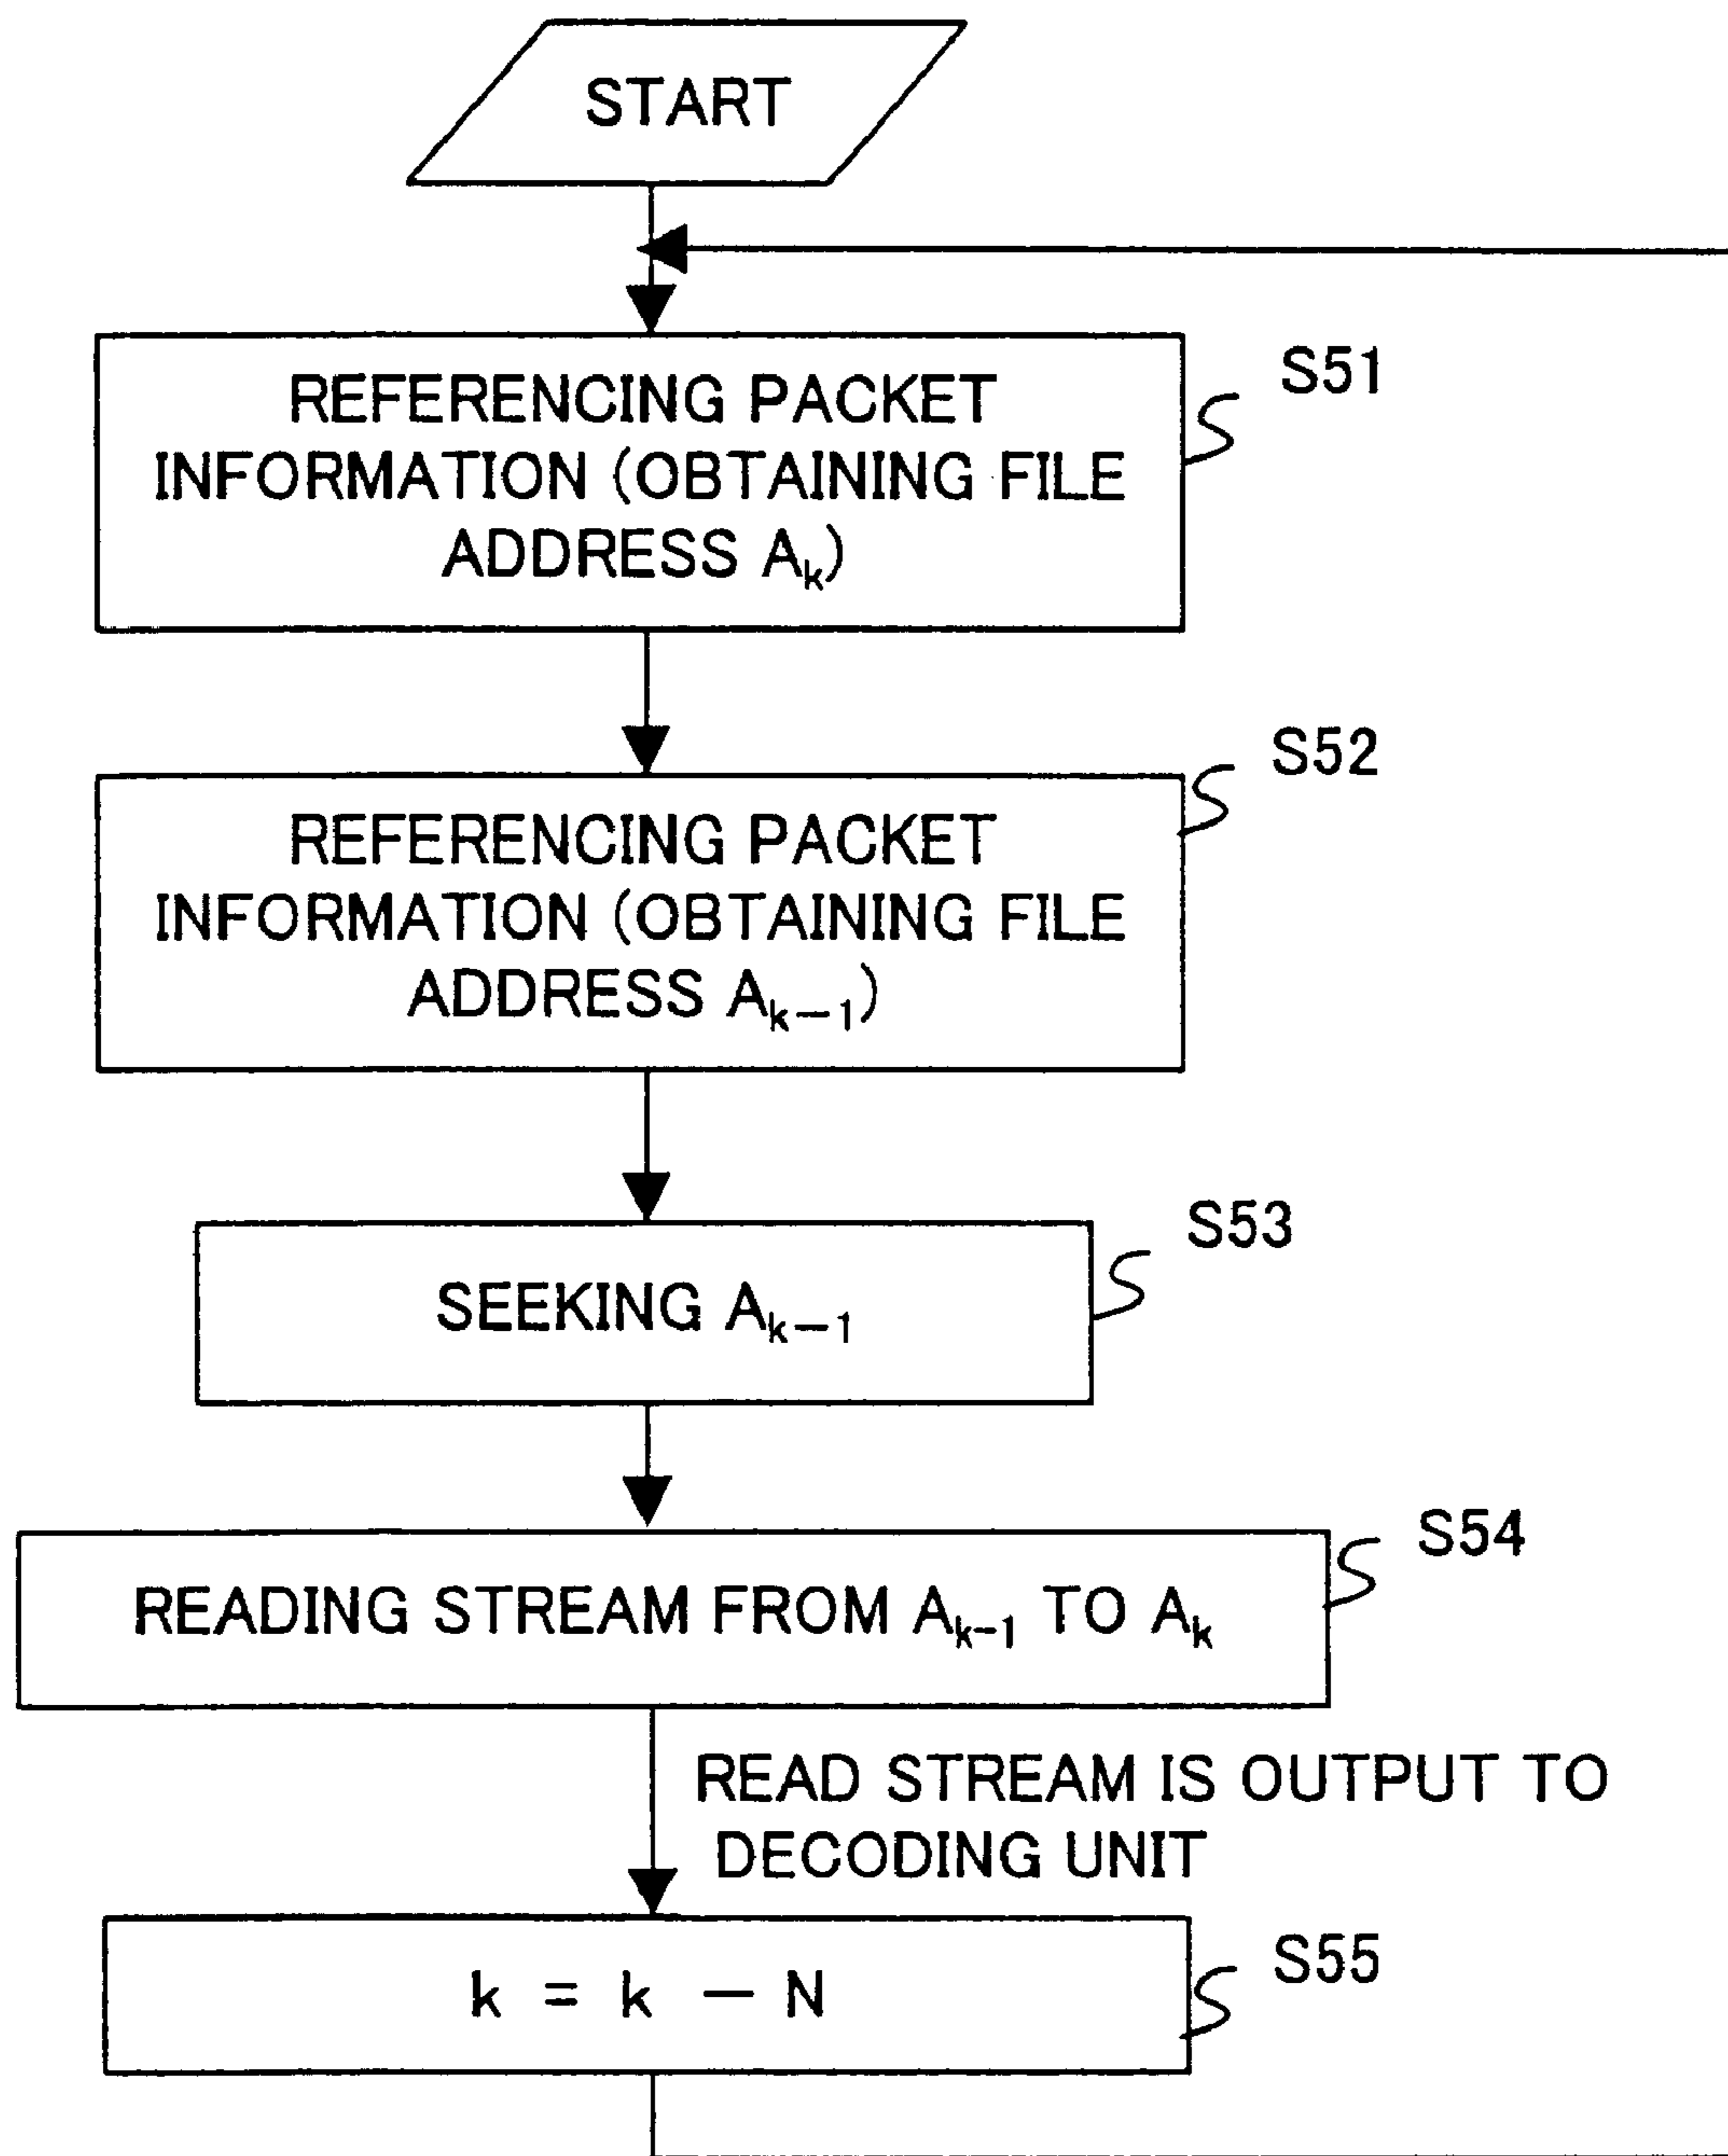 START
S51
REFERENCING PACKET
INFORMATION (OBTAINING FILE
ADDRESS Aₖ)
S52
REFERENCING PACKET
INFORMATION (OBTAINING FILE
ADDRESS Aₖ₋₁)
S53
SEEKING Aₖ₋₁
S54
READING STREAM FROM Aₖ₋₁ TO Aₖ
READ STREAM IS OUTPUT TO
DECODING UNIT
S55
k = k − N